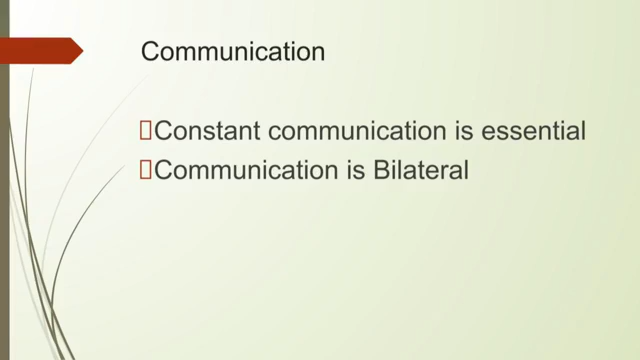 Communication
Constant communication is essential
Communication is Bilateral